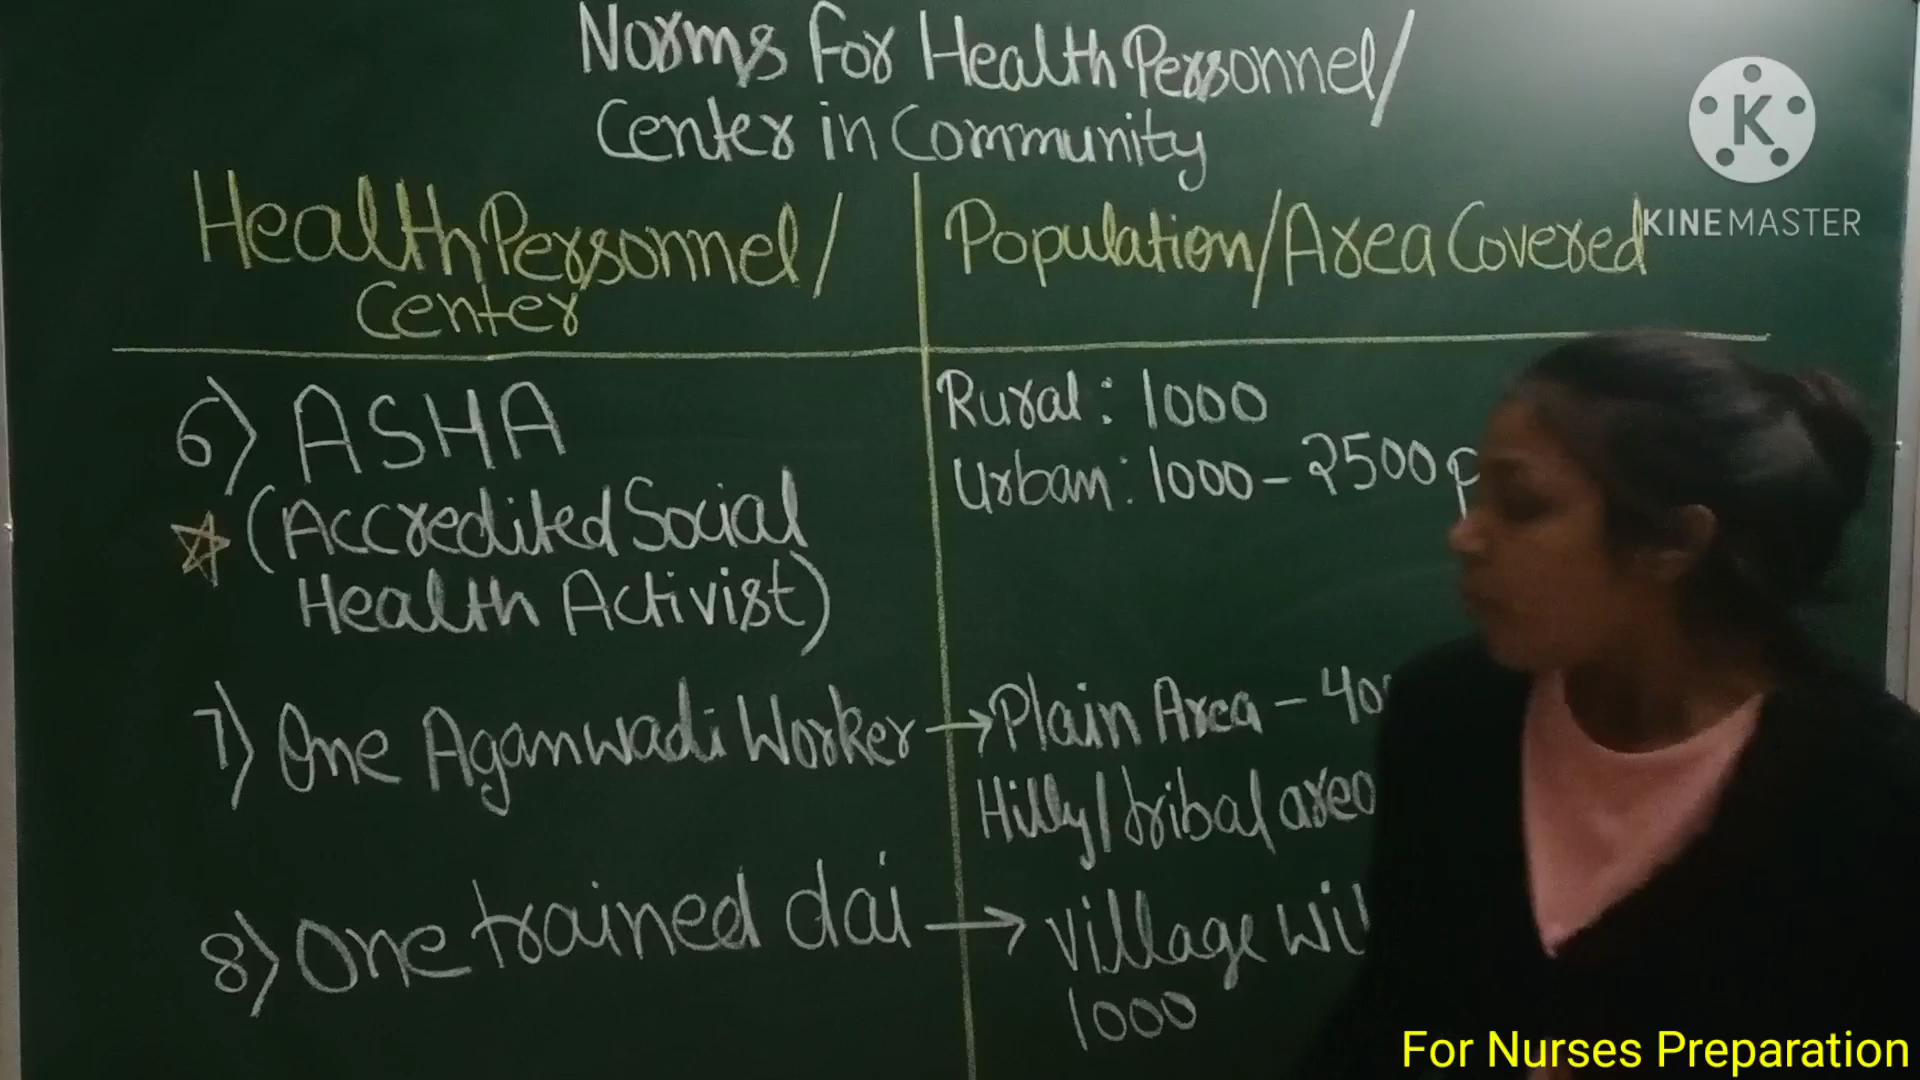 Norms for Health Personnel/
Center in Community
Health Personnel/
Center
Population/Area Covered
KINEMASTER
6) ASHA
(Accredited Social
Health Activist)
Rural : 1000
Urban : 1000 - 2500 p
7) One Aganwadi Worker → Plain Area - 40
Hilly/tribal area
8) One trained dai → Village
1000
For Nurses Preparation